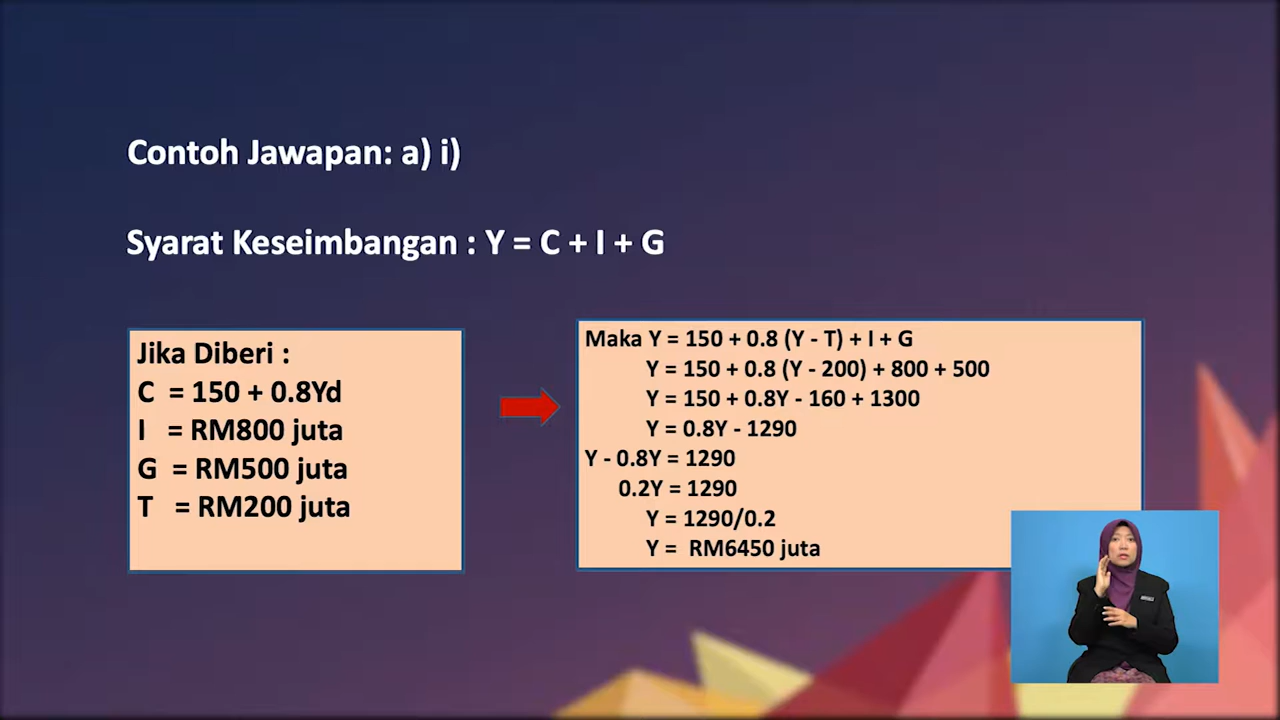 Contoh Jawapan: a) i)
Syarat Keseimbangan : Y = C + I + G
Jika Diberi :
C = 150 + 0.8Yd
I = RM800 juta
G = RM500 juta
T = RM200 juta
Maka Y = 150 + 0.8 (Y - T) + I + G
Y = 150 + 0.8 (Y - 200) + 800 + 500
Y = 150 + 0.8Y - 160 + 1300
Y = 0.8Y - 1290
Y - 0.8Y = 1290
0.2Y = 1290
Y = 1290/0.2
Y = RM6450 juta